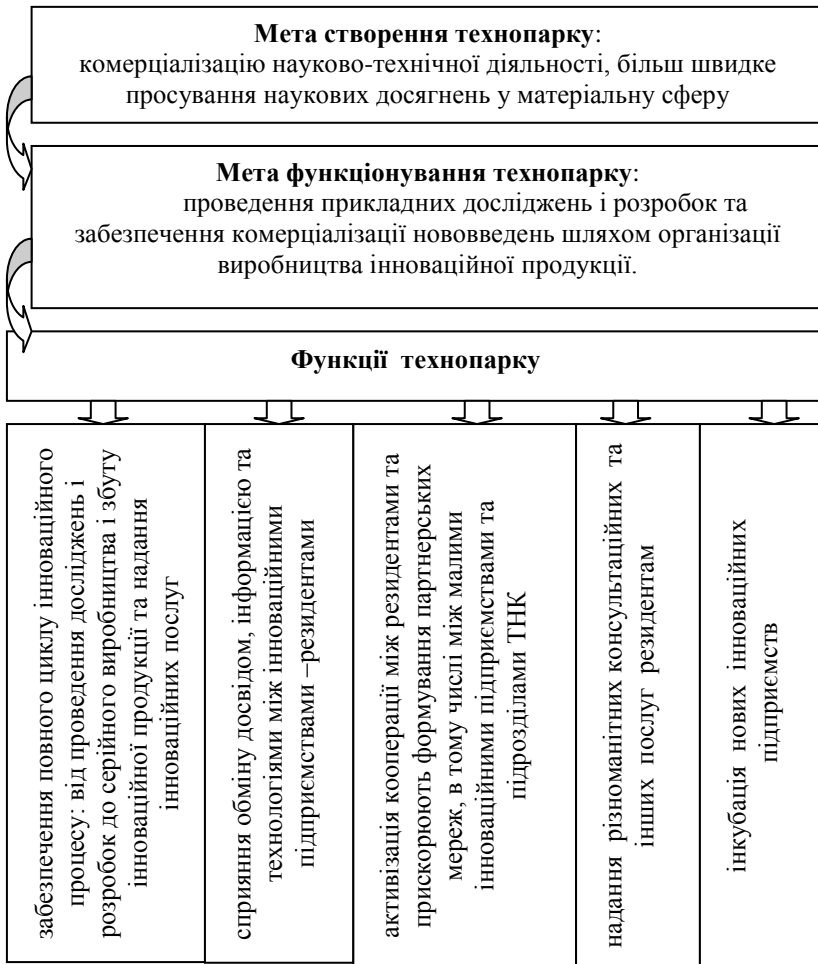 Мета створення технопарку:
комерціалізацію науково-технічної діяльності, більш швидке
просування наукових досягнень у матеріальну сферу
Мета функціонування технопарку:
проведення прикладних досліджень і розробок та
забезпечення комерціалізації нововведень шляхом організації
виробництва інноваційної продукції.
Функції технопарку
забезпечення повного циклу інноваційного
процесу: від проведення досліджень і
розробок до серійного виробництва і збуту
інноваційної продукції та надання
інноваційних послуг
сприяння обміну досвідом, інформацією та
технологіями між інноваційними
підприємствами –резидентами
активізація кооперації між резидентами та
прискорюють формування партнерських
мереж, в тому числі між малими
інноваційними підприємствами та
підрозділами ТНК
надання різноманітних консультаційних та
інших послуг резидентам
інкубація нових інноваційних
підприємств